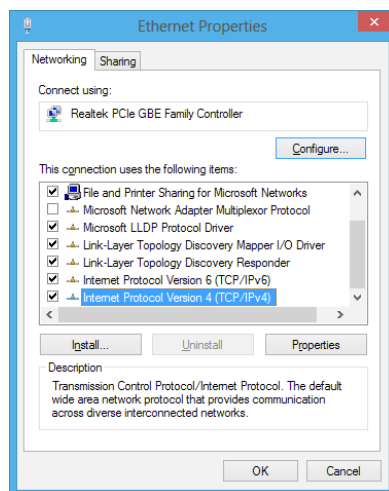 Ethernet Properties
Networking
Sharing
Connect using:
Realtek PCIe GBE Family Controller
Configure...
This connection uses the following items:
File and Printer Sharing for Microsoft Networks
Microsoft Network Adapter Multiplexor Protocol
Microsoft LLDP Protocol Driver
Link-Layer Topology Discovery Mapper I/O Driver
Link-Layer Topology Discovery Responder
Internet Protocol Version 6 (TCP/IPv6)
Internet Protocol Version 4 (TCP/IPv4)
Install...
Uninstall
Properties
Description
Transmission Control Protocol/Internet Protocol. The default
wide area network protocol that provides communication
across diverse interconnected networks.
OK
Cancel